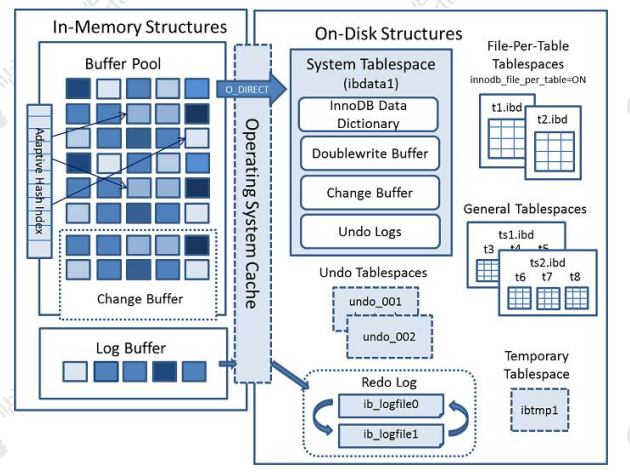 In-Memory Structures
Buffer Pool
Adaptive Hash Index
Change Buffer
Log Buffer
O_DIRECT
Operating System Cache
On-Disk Structures
System Tablespace
(ibdata1)
InnoDB Data
Dictionary
Doublewrite Buffer
Change Buffer
Undo Logs
File-Per-Table
Tablespaces
innodb_file_per_table=ON
t1.ibd
t2.ibd
General Tablespaces
ts1.ibd
t3 t4 t5
ts2.ibd
t6 t7 t8
Undo Tablespaces
undo_001
undo_002
Redo Log
ib_logfile0
ib_logfile1
Temporary
Tablespace
ibtmp1